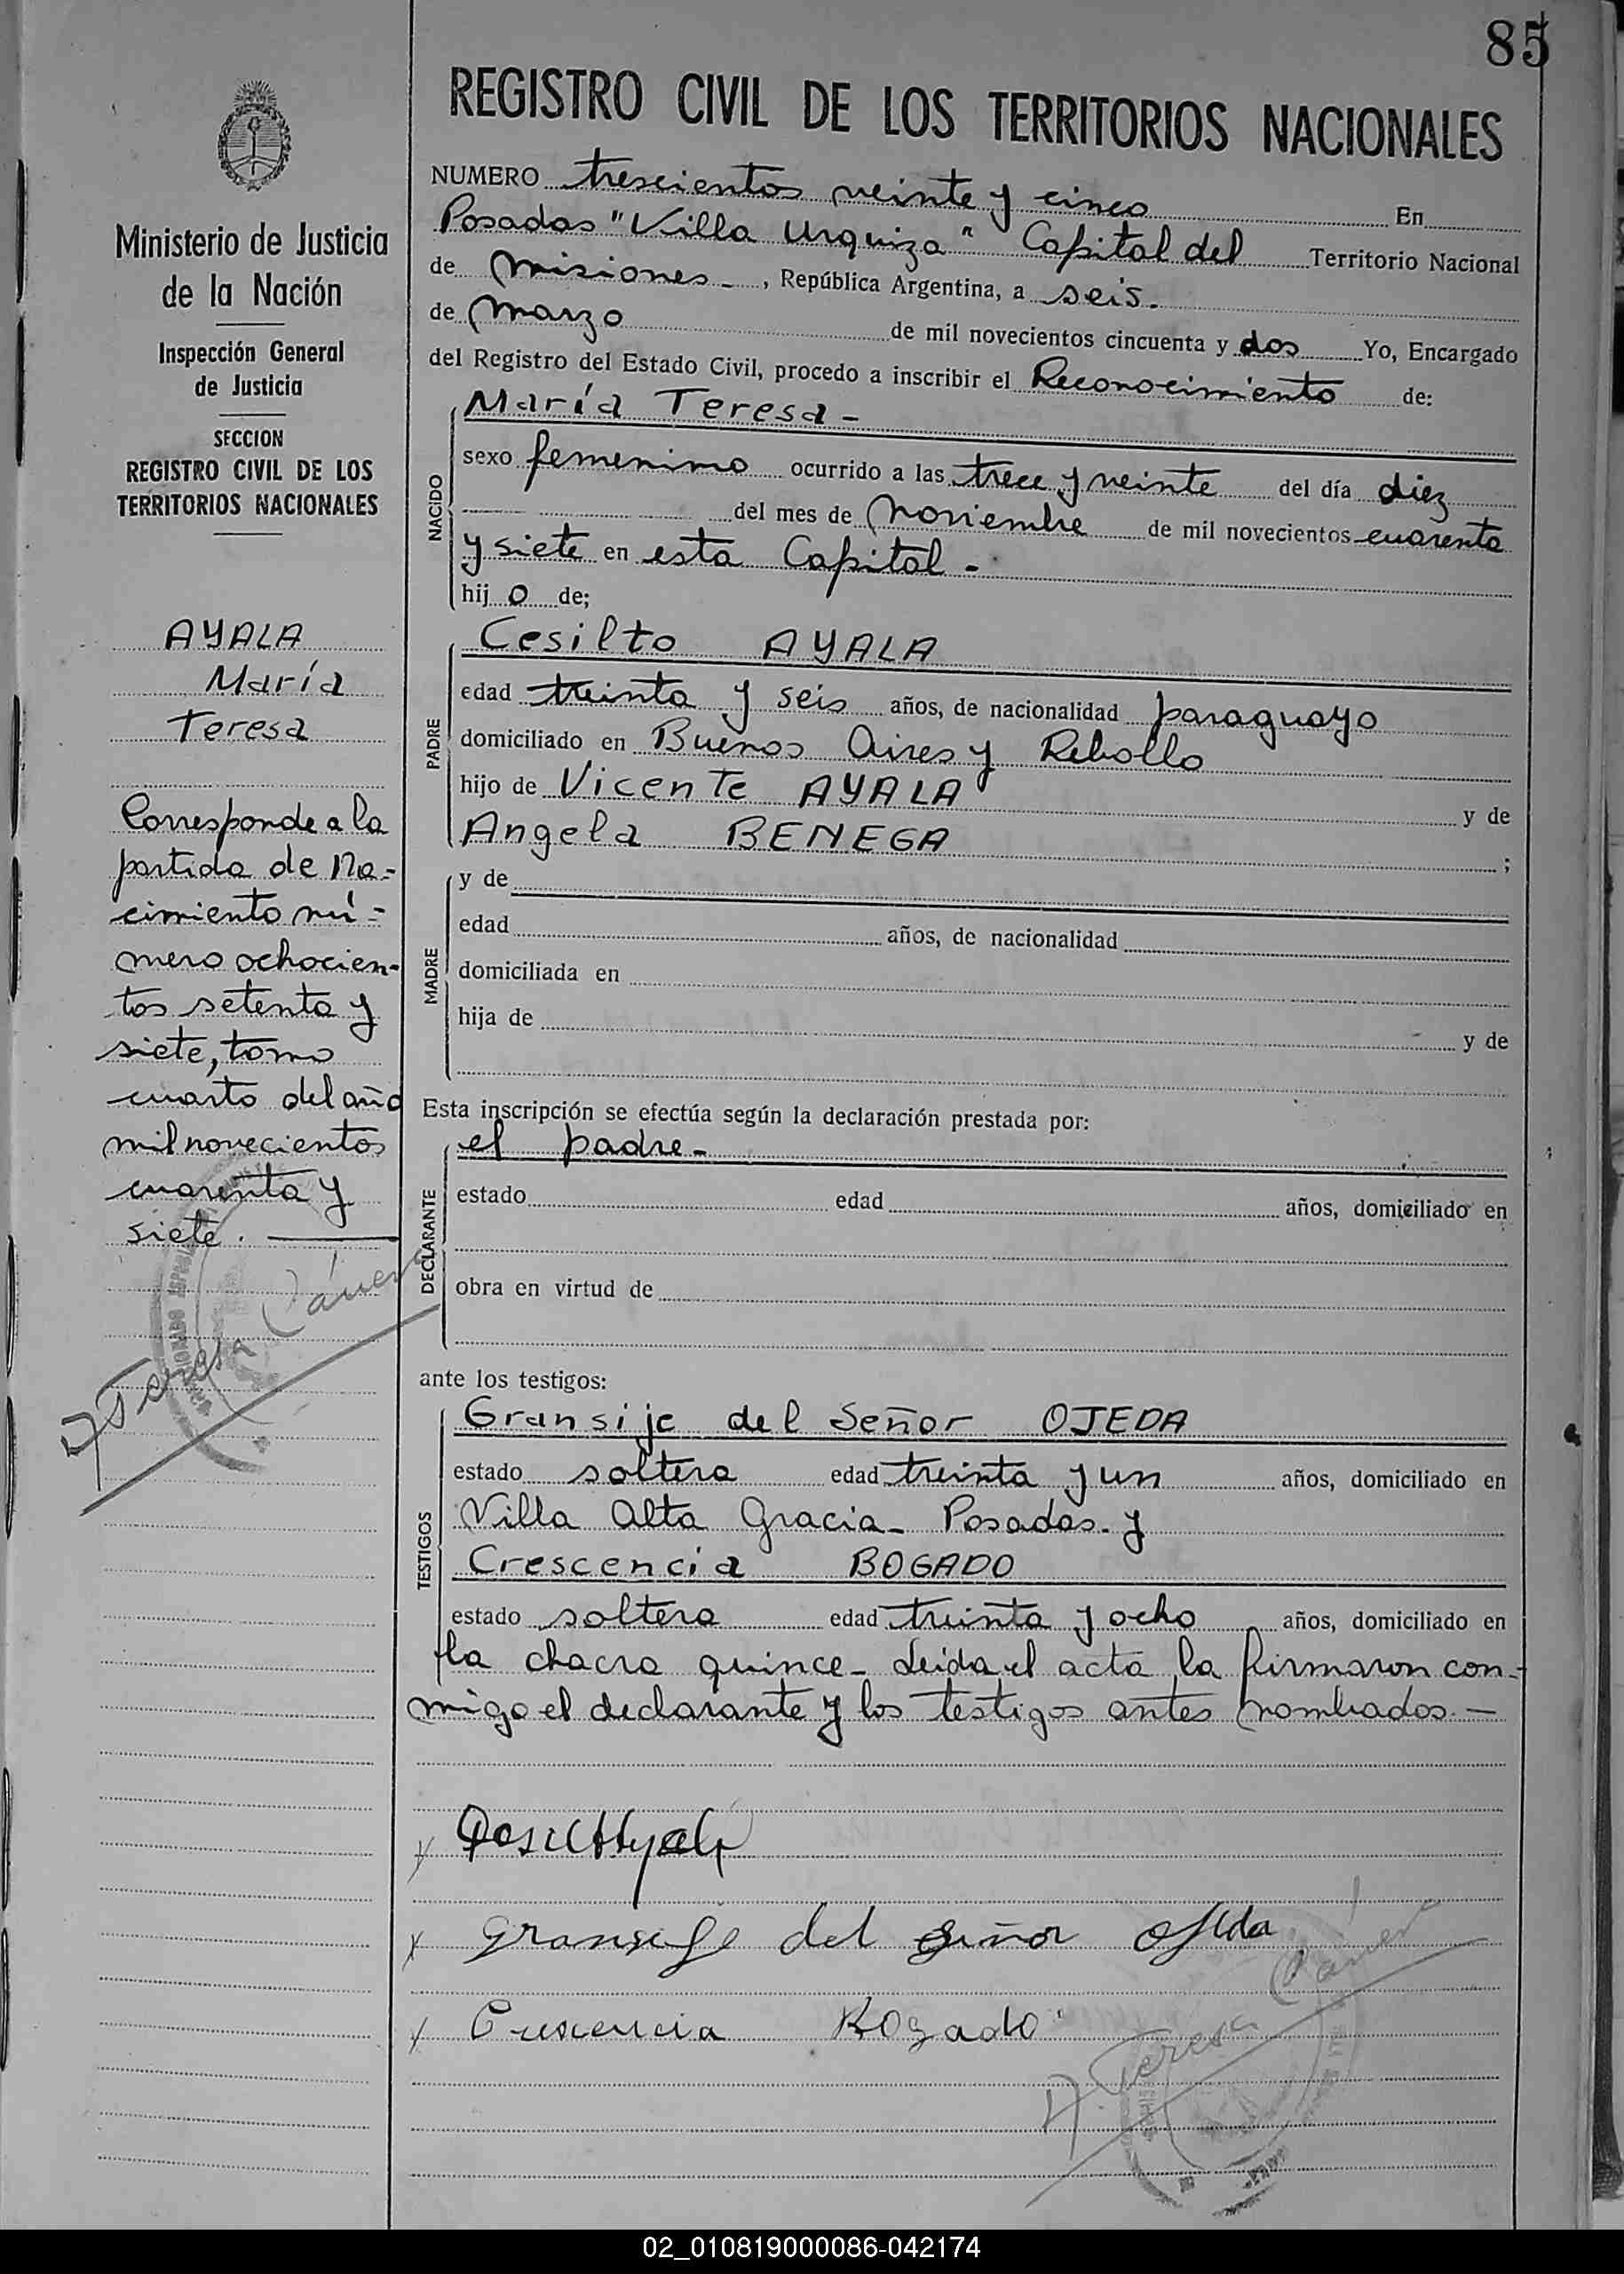 85
REGISTRO CIVIL DE LOS TERRITORIOS NACIONALES
Ministerio de Justicia
de la Nación
Inspección General
de Justicia
SECCION
REGISTRO CIVIL DE LOS
TERRITORIOS NACIONALES
AYALA
María
Teresa
Corresponde a la
partida de Na-
cimiento nú-
mero ochocien-
tos setenta y
siete, tomo
cuarto del año
mil novecientos
cuarenta y
siete.
NUMERO trescientos veinte y cinco En
Posadas "Villa Urquiza" Capital del Territorio Nacional
de Misiones -, República Argentina, a seis.
de Marzo de mil novecientos cincuenta y dos Yo, Encargado
del Registro del Estado Civil, procedo a inscribir el Reconocimiento de:
NACIDO
María Teresa -
sexo femenino ocurrido a las trece y veinte del día diez
del mes de Noviembre de mil novecientos cuarenta
y siete en esta Capital -
hijo de;
PADRE
Cesilto AYALA
edad treinta y seis años, de nacionalidad paraguayo
domiciliado en Buenos Aires y Rebollo
hijo de Vicente AYALA y de
Angela BENEGA ;
MADRE
y de
edad años, de nacionalidad
domiciliada en
hija de y de
Esta inscripción se efectúa según la declaración prestada por:
DECLARANTE
el padre -
estado edad años, domiciliado en
obra en virtud de
ante los testigos:
TESTIGOS
Gransije del Señor OJEDA
estado soltera edad treinta y un años, domiciliado en
Villa Alta Gracia - Posadas - y
Crescencia BOGADO
estado soltera edad treinta y ocho años, domiciliado en
la chacra quince - Leida el acta la firmaron con-
migo el declarante y los testigos antes nombrados. -
del señor
Crescencia Bogado
Teresa
02_010819000086-042174